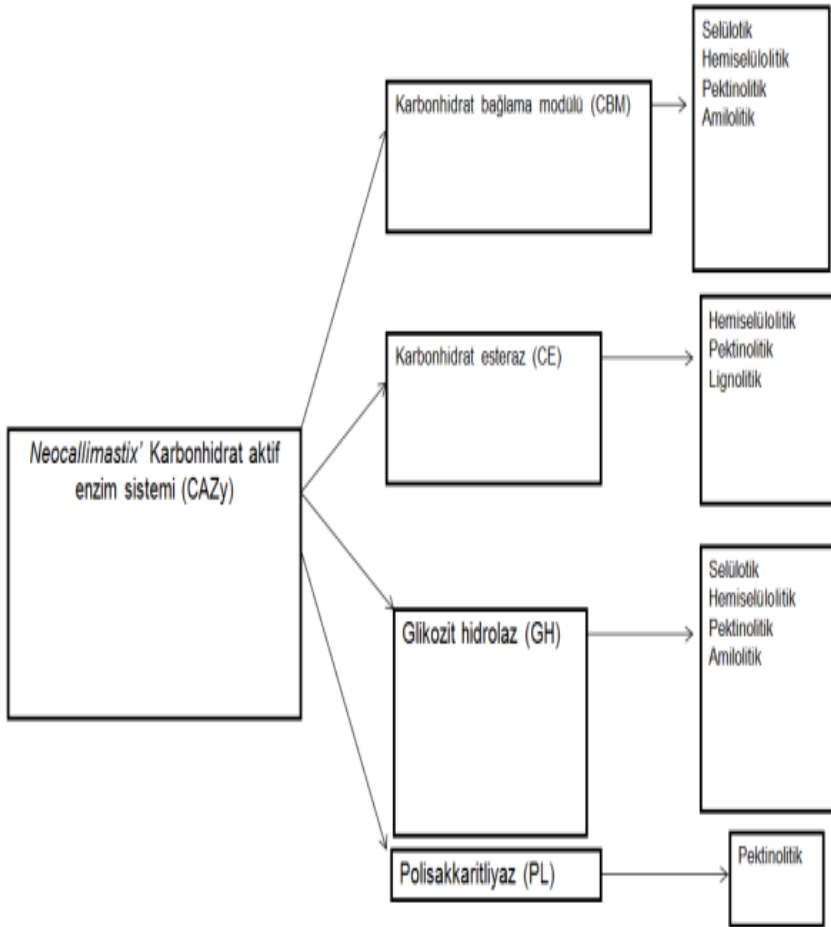 Neocallimastix' Karbonhidrat aktif
enzim sistemi (CAZy)
Karbonhidrat bağlama modülü (CBM)
Selülotik
Hemiselülolitik
Pektinolitik
Amilolitik
Karbonhidrat esteraz (CE)
Hemiselülolitik
Pektinolitik
Lignolitik
Glikozit hidrolaz (GH)
Selülotik
Hemiselülolitik
Pektinolitik
Amilolitik
Polisakkaritliyaz (PL)
Pektinolitik